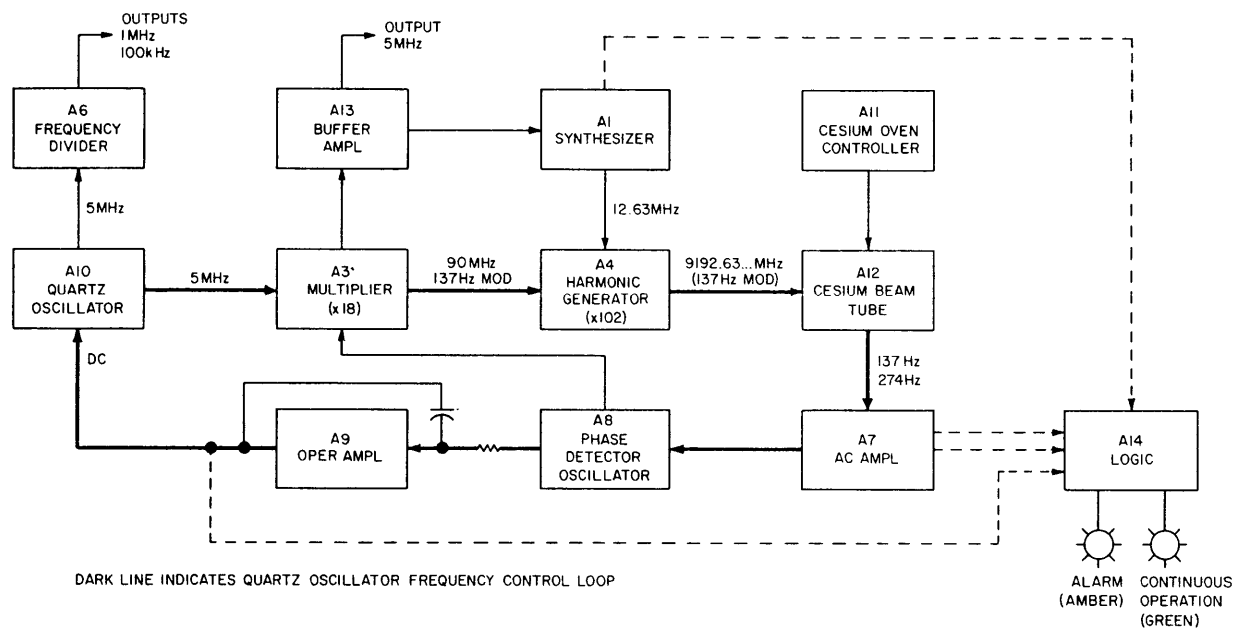 OUTPUTS
1MHz
100kHz
OUTPUT
5MHz
A6
FREQUENCY
DIVIDER
A13
BUFFER
AMPL
A1
SYNTHESIZER
A11
CESIUM OVEN
CONTROLLER
5MHz
12.63MHz
A10
QUARTZ
OSCILLATOR
5MHz
A3
MULTIPLIER
(x18)
90MHz
137Hz MOD
A4
HARMONIC
GENERATOR
(x102)
9192.63...MHz
(137Hz MOD)
A12
CESIUM BEAM
TUBE
DC
137Hz
274Hz
A9
OPER AMPL
A8
PHASE
DETECTOR
OSCILLATOR
A7
AC AMPL
A14
LOGIC
DARK LINE INDICATES QUARTZ OSCILLATOR FREQUENCY CONTROL LOOP
ALARM
(AMBER)
CONTINUOUS
OPERATION
(GREEN)